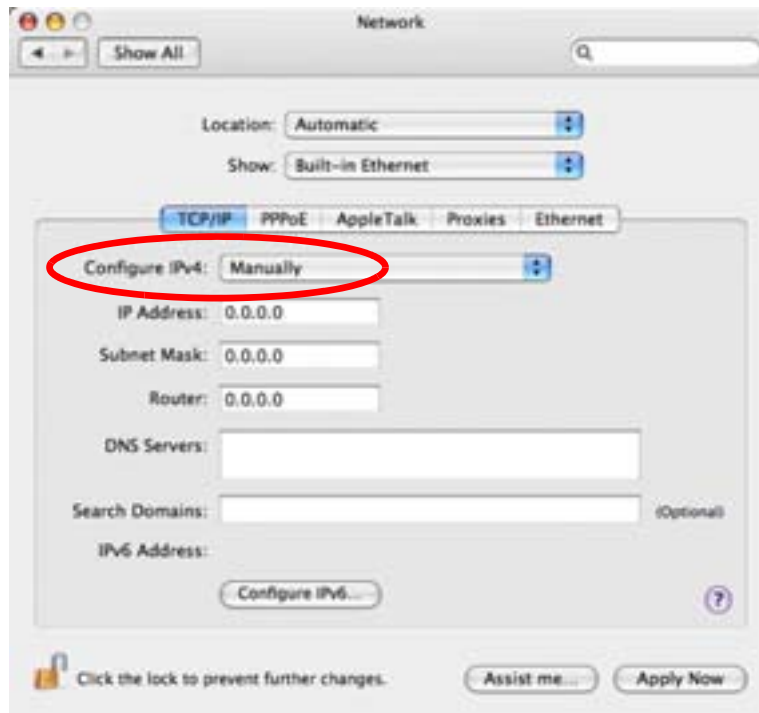 Network
Show All
Location: Automatic
Show: Built-in Ethernet
TCP/IP PPPoE AppleTalk Proxies Ethernet
Configure IPv4: Manually
IP Address: 0.0.0.0
Subnet Mask: 0.0.0.0
Router: 0.0.0.0
DNS Servers:
Search Domains: (Optional)
IPv6 Address:
Configure IPv6...
?
Click the lock to prevent further changes.
Assist me... Apply Now